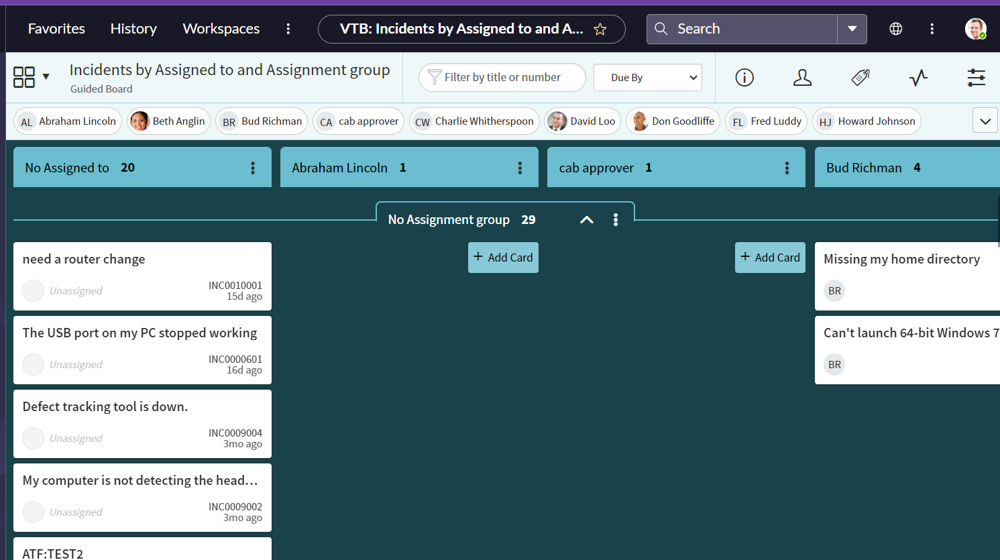 Favorites
History
Workspaces
VTB: Incidents by Assigned to and A...
Search
Incidents by Assigned to and Assignment group
Guided Board
Filter by title or number
Due By
AL Abraham Lincoln
Beth Anglin
BR Bud Richman
CA cab approver
CW Charlie Whitherspoon
David Loo
Don Goodliffe
FL Fred Luddy
HJ Howard Johnson
No Assigned to 20
Abraham Lincoln 1
cab approver 1
Bud Richman 4
No Assignment group 29
need a router change
Unassigned
INC0010001
15d ago
+ Add Card
+ Add Card
Missing my home directory
BR
The USB port on my PC stopped working
Unassigned
INC0000601
16d ago
Can't launch 64-bit Windows 7
BR
Defect tracking tool is down.
Unassigned
INC0009004
3mo ago
My computer is not detecting the head...
Unassigned
INC0009002
3mo ago
ATF:TEST2